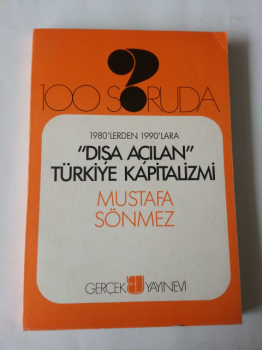 100 SORUDA
1980'LERDEN 1990'LARA
"DIŞA AÇILAN"
TÜRKİYE KAPİTALİZMİ
MUSTAFA
SÖNMEZ
GERÇEK YAYINEVİ